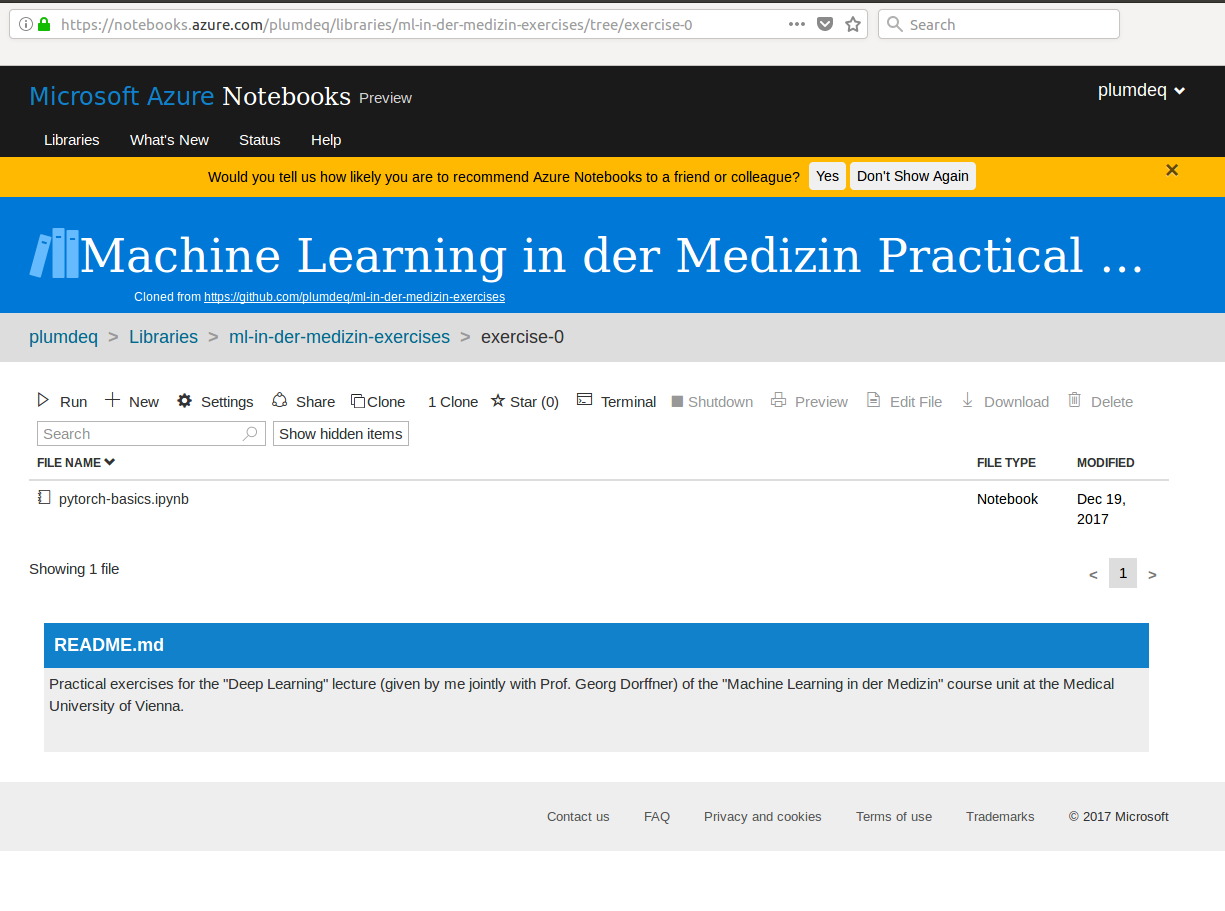 https://notebooks.azure.com/plumdeq/libraries/ml-in-der-medizin-exercises/tree/exercise-0
Search
Microsoft Azure Notebooks Preview
plumdeq
Libraries What's New Status Help
Would you tell us how likely you are to recommend Azure Notebooks to a friend or colleague? Yes Don't Show Again
Machine Learning in der Medizin Practical ...
Cloned from https://github.com/plumdeq/ml-in-der-medizin-exercises
plumdeq > Libraries > ml-in-der-medizin-exercises > exercise-0
Run New Settings Share Clone 1 Clone Star (0) Terminal Shutdown Preview Edit File Download Delete
Search Show hidden items
FILE NAME FILE TYPE MODIFIED
pytorch-basics.ipynb Notebook Dec 19,
2017
Showing 1 file
< 1 >
README.md
Practical exercises for the "Deep Learning" lecture (given by me jointly with Prof. Georg Dorffner) of the "Machine Learning in der Medizin" course unit at the Medical
University of Vienna.
Contact us FAQ Privacy and cookies Terms of use Trademarks © 2017 Microsoft